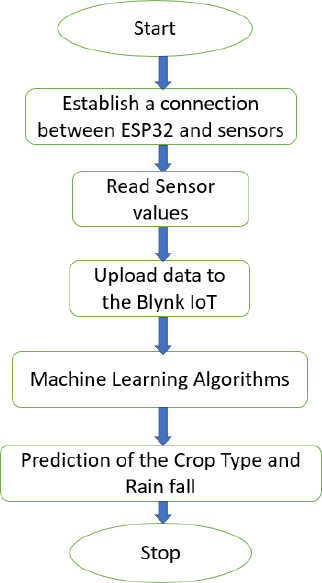 Start
Establish a connection
between ESP32 and sensors
Read Sensor
values
Upload data to
the Blynk IoT
Machine Learning Algorithms
Prediction of the Crop Type and
Rain fall
Stop